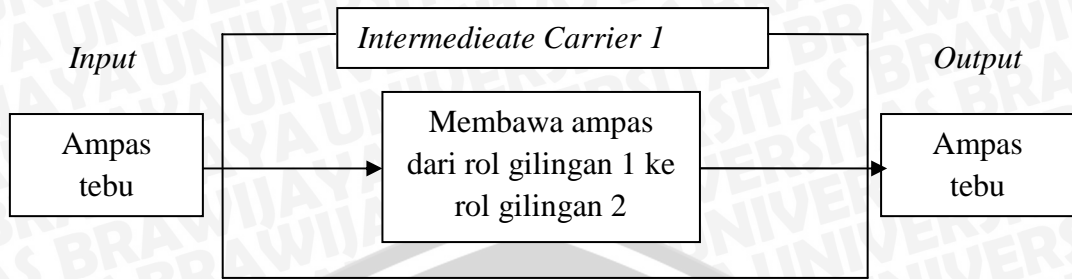 Intermedieate Carrier 1
Input
Output
Ampas
tebu
Membawa ampas
dari rol gilingan 1 ke
rol gilingan 2
Ampas
tebu